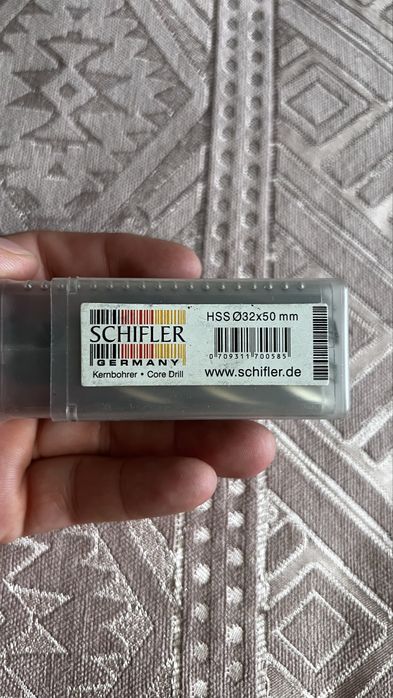 SCHIFLER
GERMANY
Kernbohrer • Core Drill
HSS Ø32x50 mm
0 709311 700585
www.schifler.de